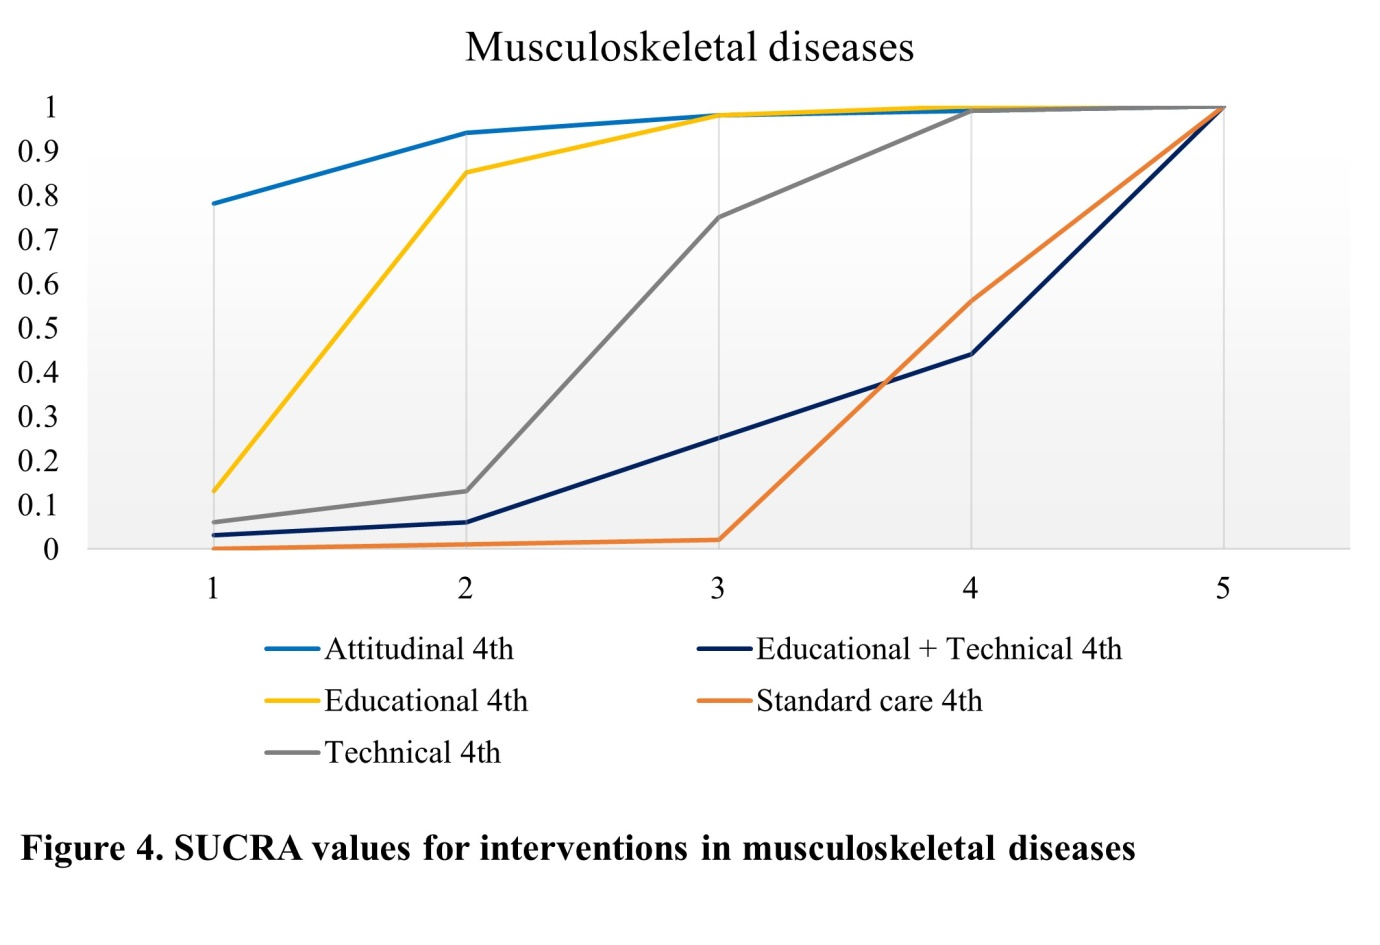 Musculoskeletal diseases
1
0.9
0.8
0.7
0.6
0.5
0.4
0.3
0.2
0.1
0
1 2 3 4 5
Attitudinal 4th Educational + Technical 4th
Educational 4th Standard care 4th
Technical 4th
Figure 4. SUCRA values for interventions in musculoskeletal diseases